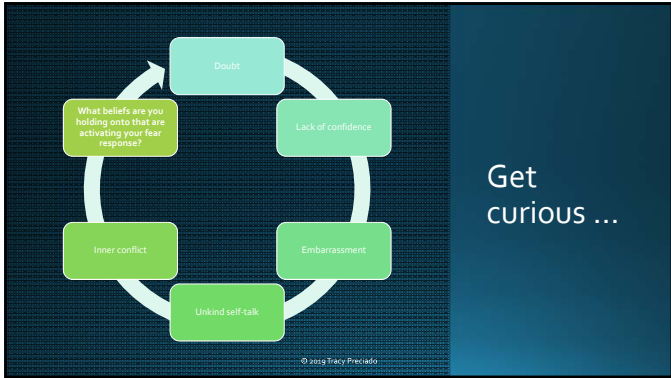 Doubt
Lack of confidence
Embarrassment
Unkind self-talk
Inner conflict
What beliefs are you
holding onto that are
activating your fear
response?
Get
curious ...
© 2019 Tracy Preciado